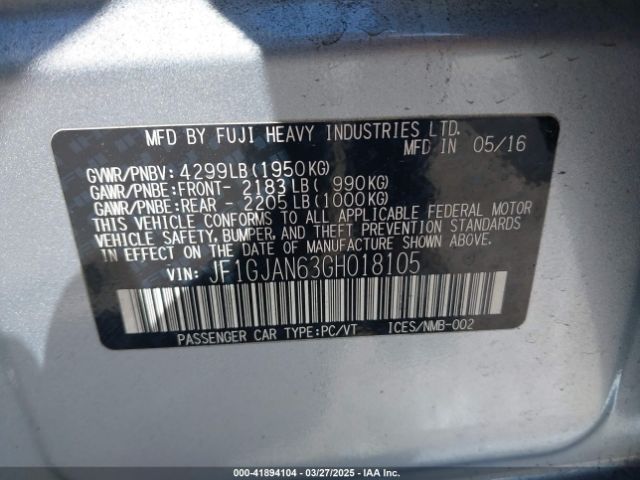 MFD BY FUJI HEAVY INDUSTRIES LTD.
MFD IN 05/16
GVWR/PNBV: 4299LB(1950KG)
GAWR/PNBE:FRONT- 2183LB( 990KG)
GAWR/PNBE:REAR - 2205LB(1000KG)
THIS VEHICLE CONFORMS TO ALL APPLICABLE FEDERAL MOTOR
VEHICLE SAFETY, BUMPER, AND THEFT PREVENTION STANDARDS
IN EFFECT ON THE DATE OF MANUFACTURE SHOWN ABOVE.
VIN: JF1GJAN63GH018105
PASSENGER CAR TYPE:PC/VT ICES/NMB-002
000-41894104 | 03/27/2025 | IAAI.COM